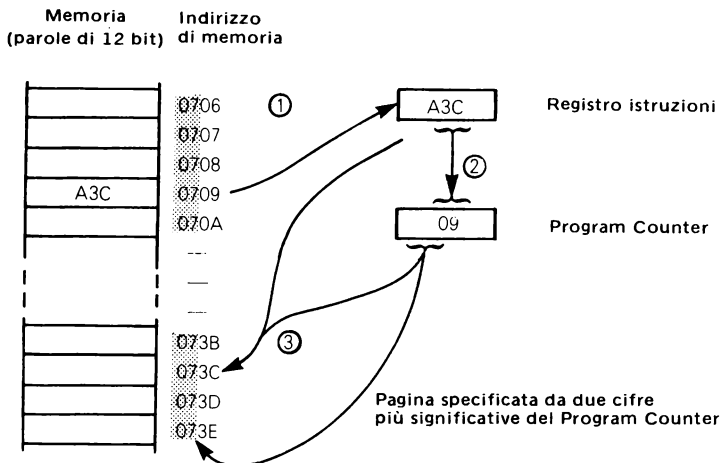 Memoria
(parole di 12 bit)
Indirizzo
di memoria
0706
0707
0708
A3C
0709
070A
073B
073C
073D
073E
1
A3C
Registro istruzioni
2
09
Program Counter
3
Pagina specificata da due cifre
più significative del Program Counter